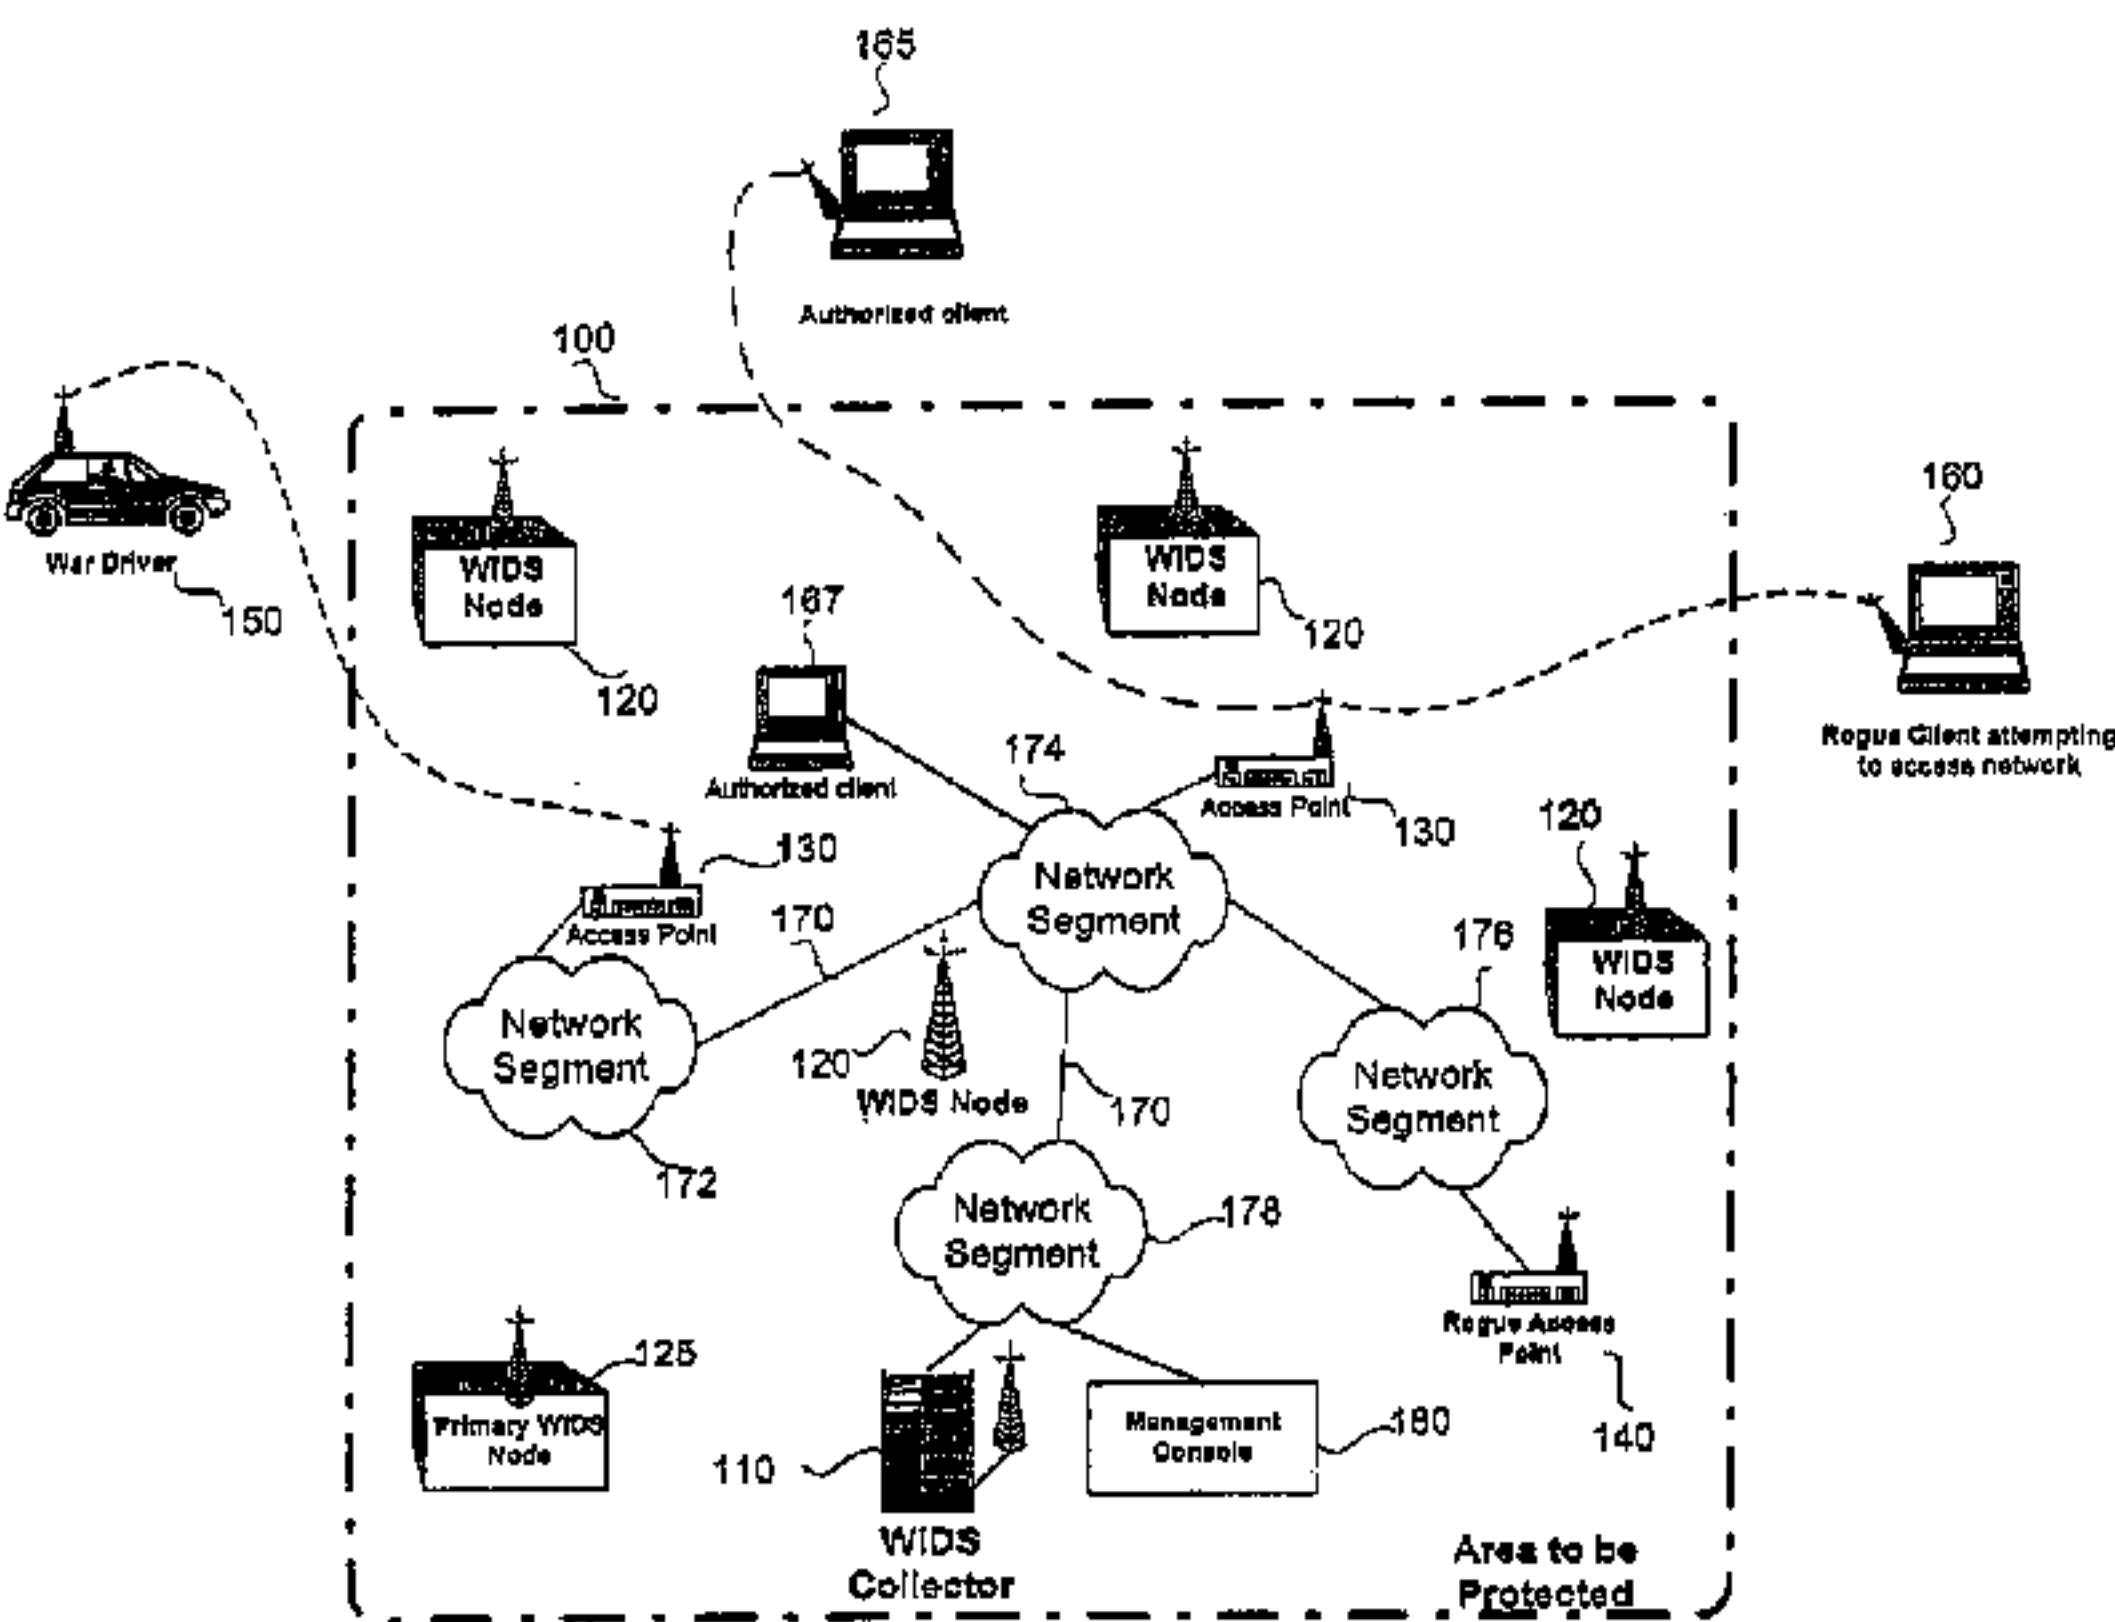 165
Authorized client
100
160
WIDS
Node
120
WIDS
Node
120
War Driver
150
167
Authorized client
Rogue Client attempting
to access network
174
Access Point
130
120
WIDS
Node
130
Access Point
170
Network
Segment
176
Network
Segment
172
120
WIDS Node
170
Network
Segment
Network
Segment
178
Rogue Access
Point
140
125
Primary WIDS
Node
110
WIDS
Collector
Management
Console
180
Area to be
Protected